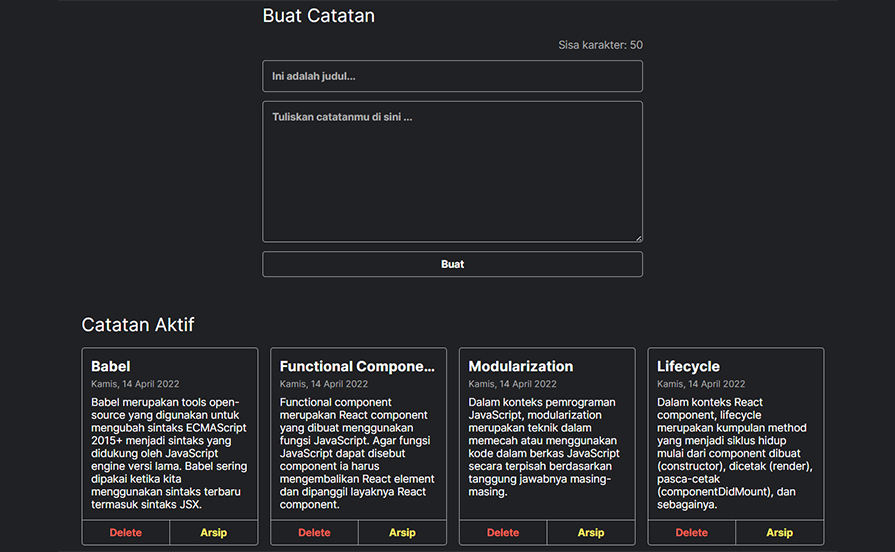 Buat Catatan
Sisa karakter: 50
Ini adalah judul...
Tuliskan catatanmu di sini ...
Buat
Catatan Aktif
Babel
Kamis, 14 April 2022
Babel merupakan tools open-
source yang digunakan untuk
mengubah sintaks ECMAScript
2015+ menjadi sintaks yang
didukung oleh JavaScript
engine versi lama. Babel sering
dipakai ketika kita
menggunakan sintaks terbaru
termasuk sintaks JSX.
Delete
Arsip
Functional Compone...
Kamis, 14 April 2022
Functional component
merupakan React component
yang dibuat menggunakan
fungsi JavaScript. Agar fungsi
JavaScript dapat disebut
component ia harus
mengembalikan React element
dan dipanggil layaknya React
component.
Delete
Arsip
Modularization
Kamis, 14 April 2022
Dalam konteks pemrograman
JavaScript, modularization
merupakan teknik dalam
memecah atau menggunakan
kode dalam berkas JavaScript
secara terpisah berdasarkan
tanggung jawabnya masing-
masing.
Delete
Arsip
Lifecycle
Kamis, 14 April 2022
Dalam konteks React
component, lifecycle
merupakan kumpulan method
yang menjadi siklus hidup
mulai dari component dibuat
(constructor), dicetak (render),
pasca-cetak
(componentDidMount), dan
sebagainya.
Delete
Arsip